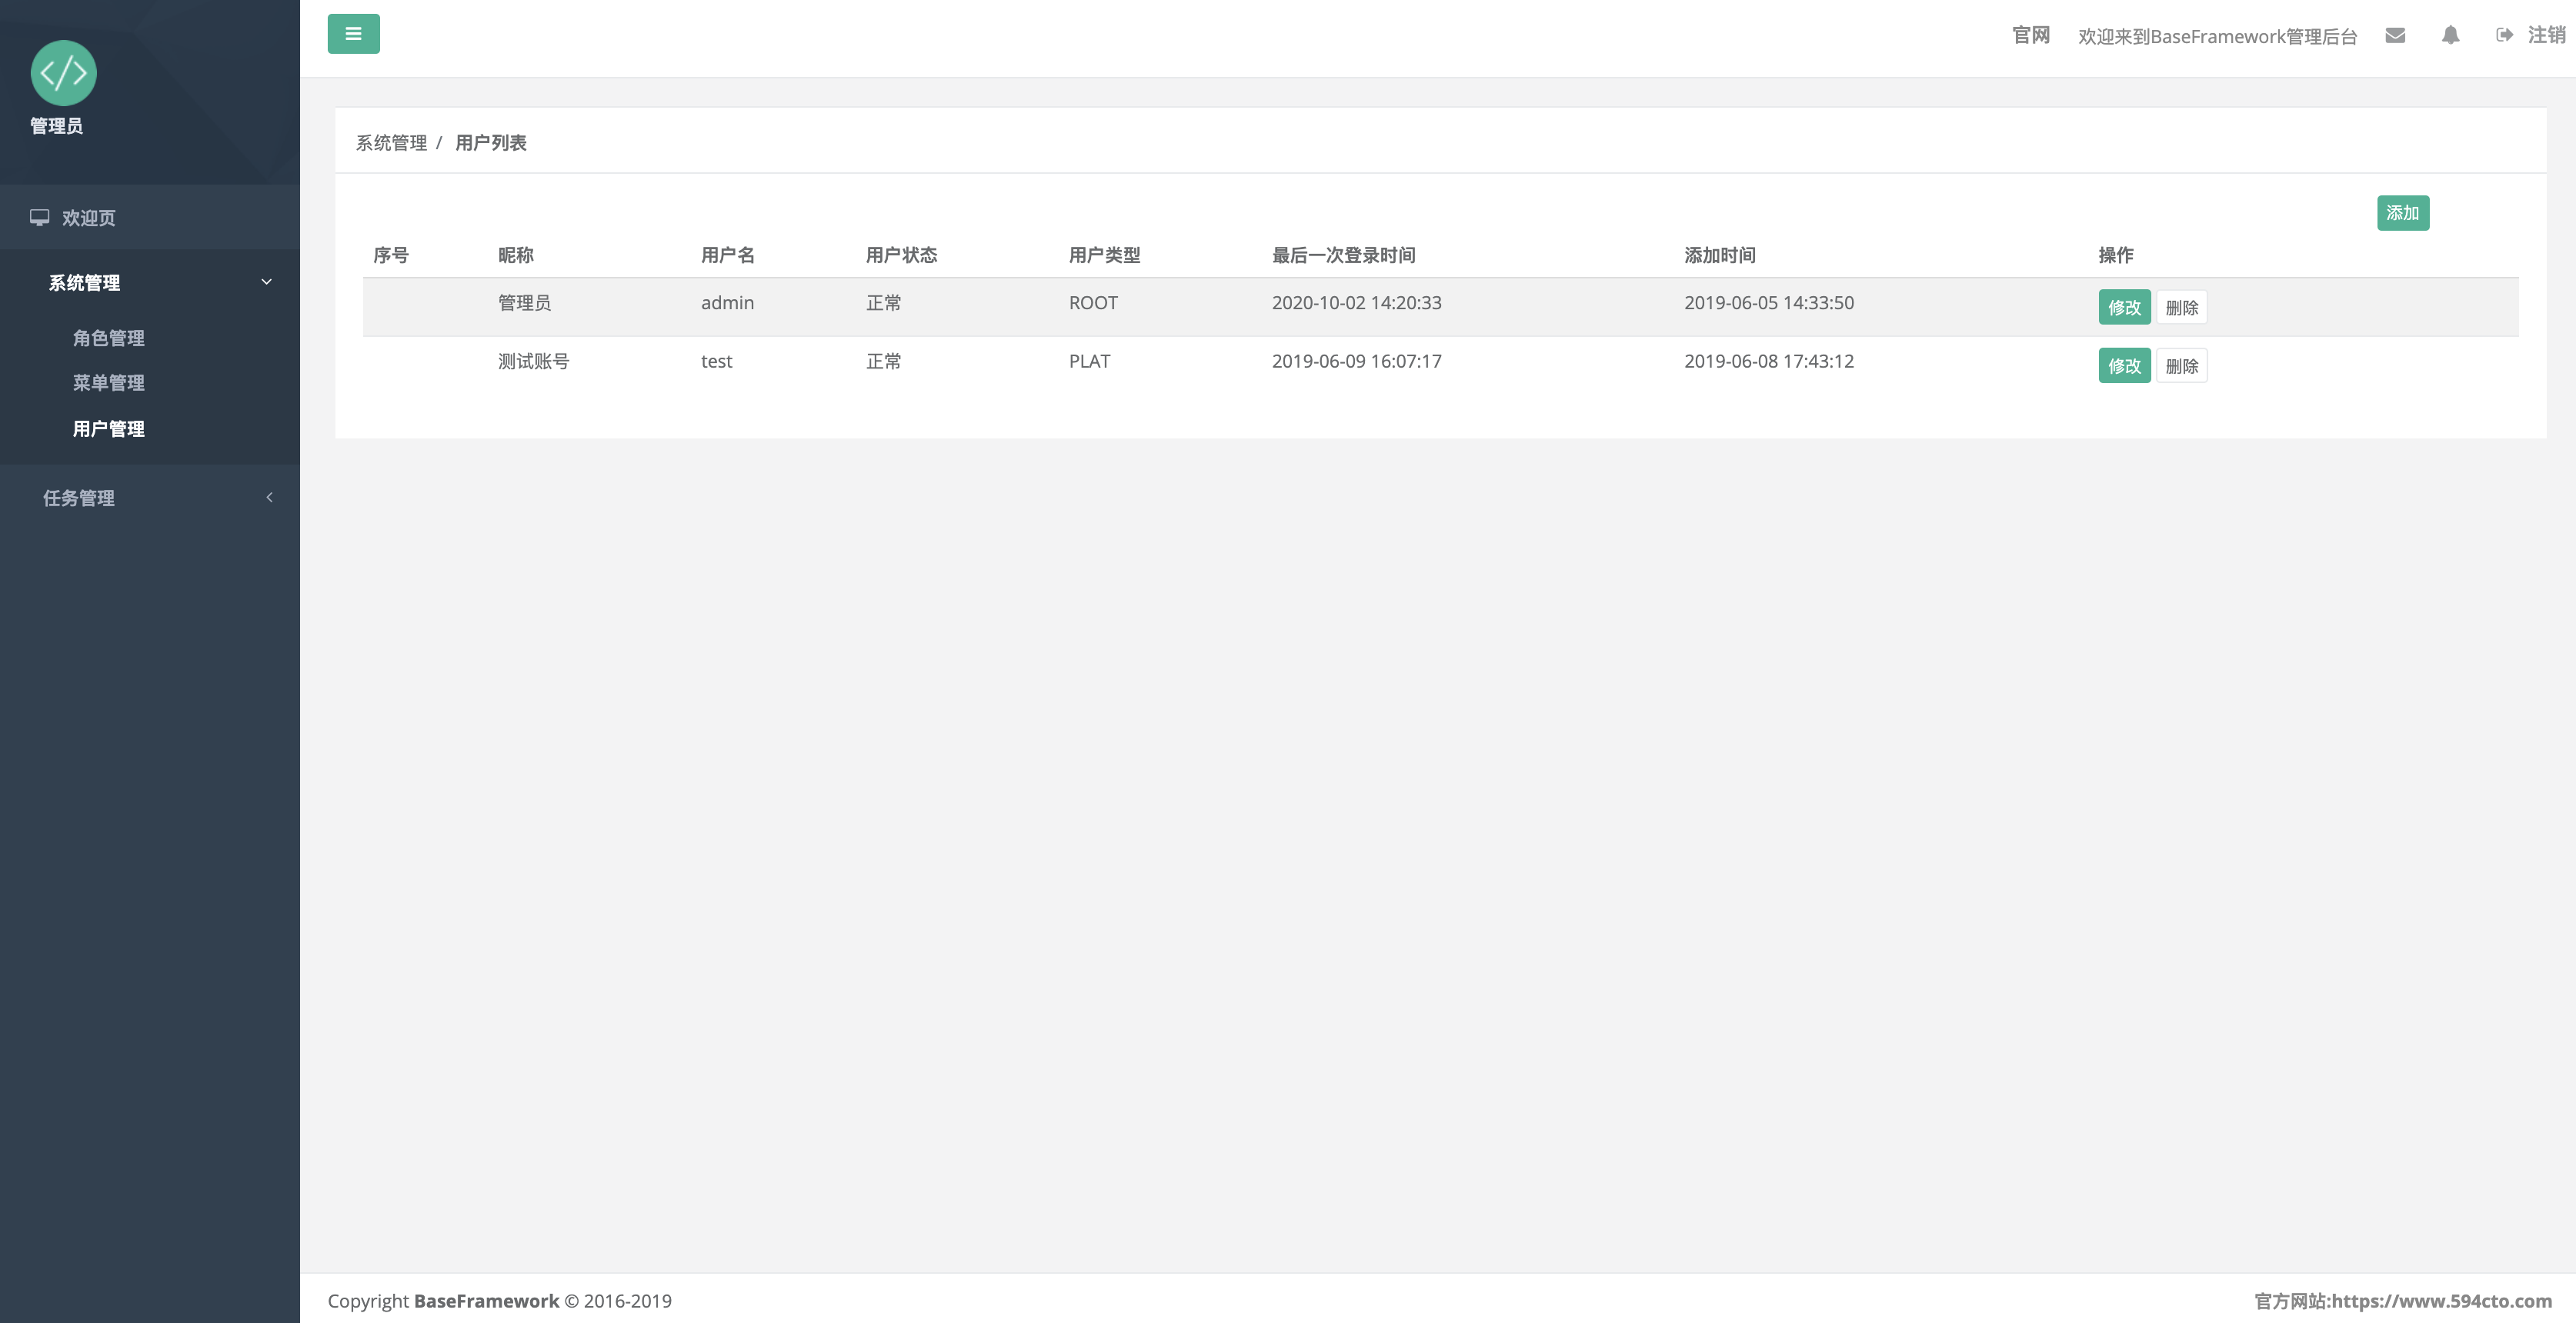 管理员
欢迎页
系统管理
角色管理
菜单管理
用户管理
任务管理
官网 欢迎来到BaseFramework管理后台 注销
系统管理 / 用户列表
添加
序号 昵称 用户名 用户状态 用户类型 最后一次登录时间 添加时间 操作
管理员 admin 正常 ROOT 2020-10-02 14:20:33 2019-06-05 14:33:50 修改 删除
测试账号 test 正常 PLAT 2019-06-09 16:07:17 2019-06-08 17:43:12 修改 删除
Copyright BaseFramework © 2016-2019
官方网站:https://www.594cto.com